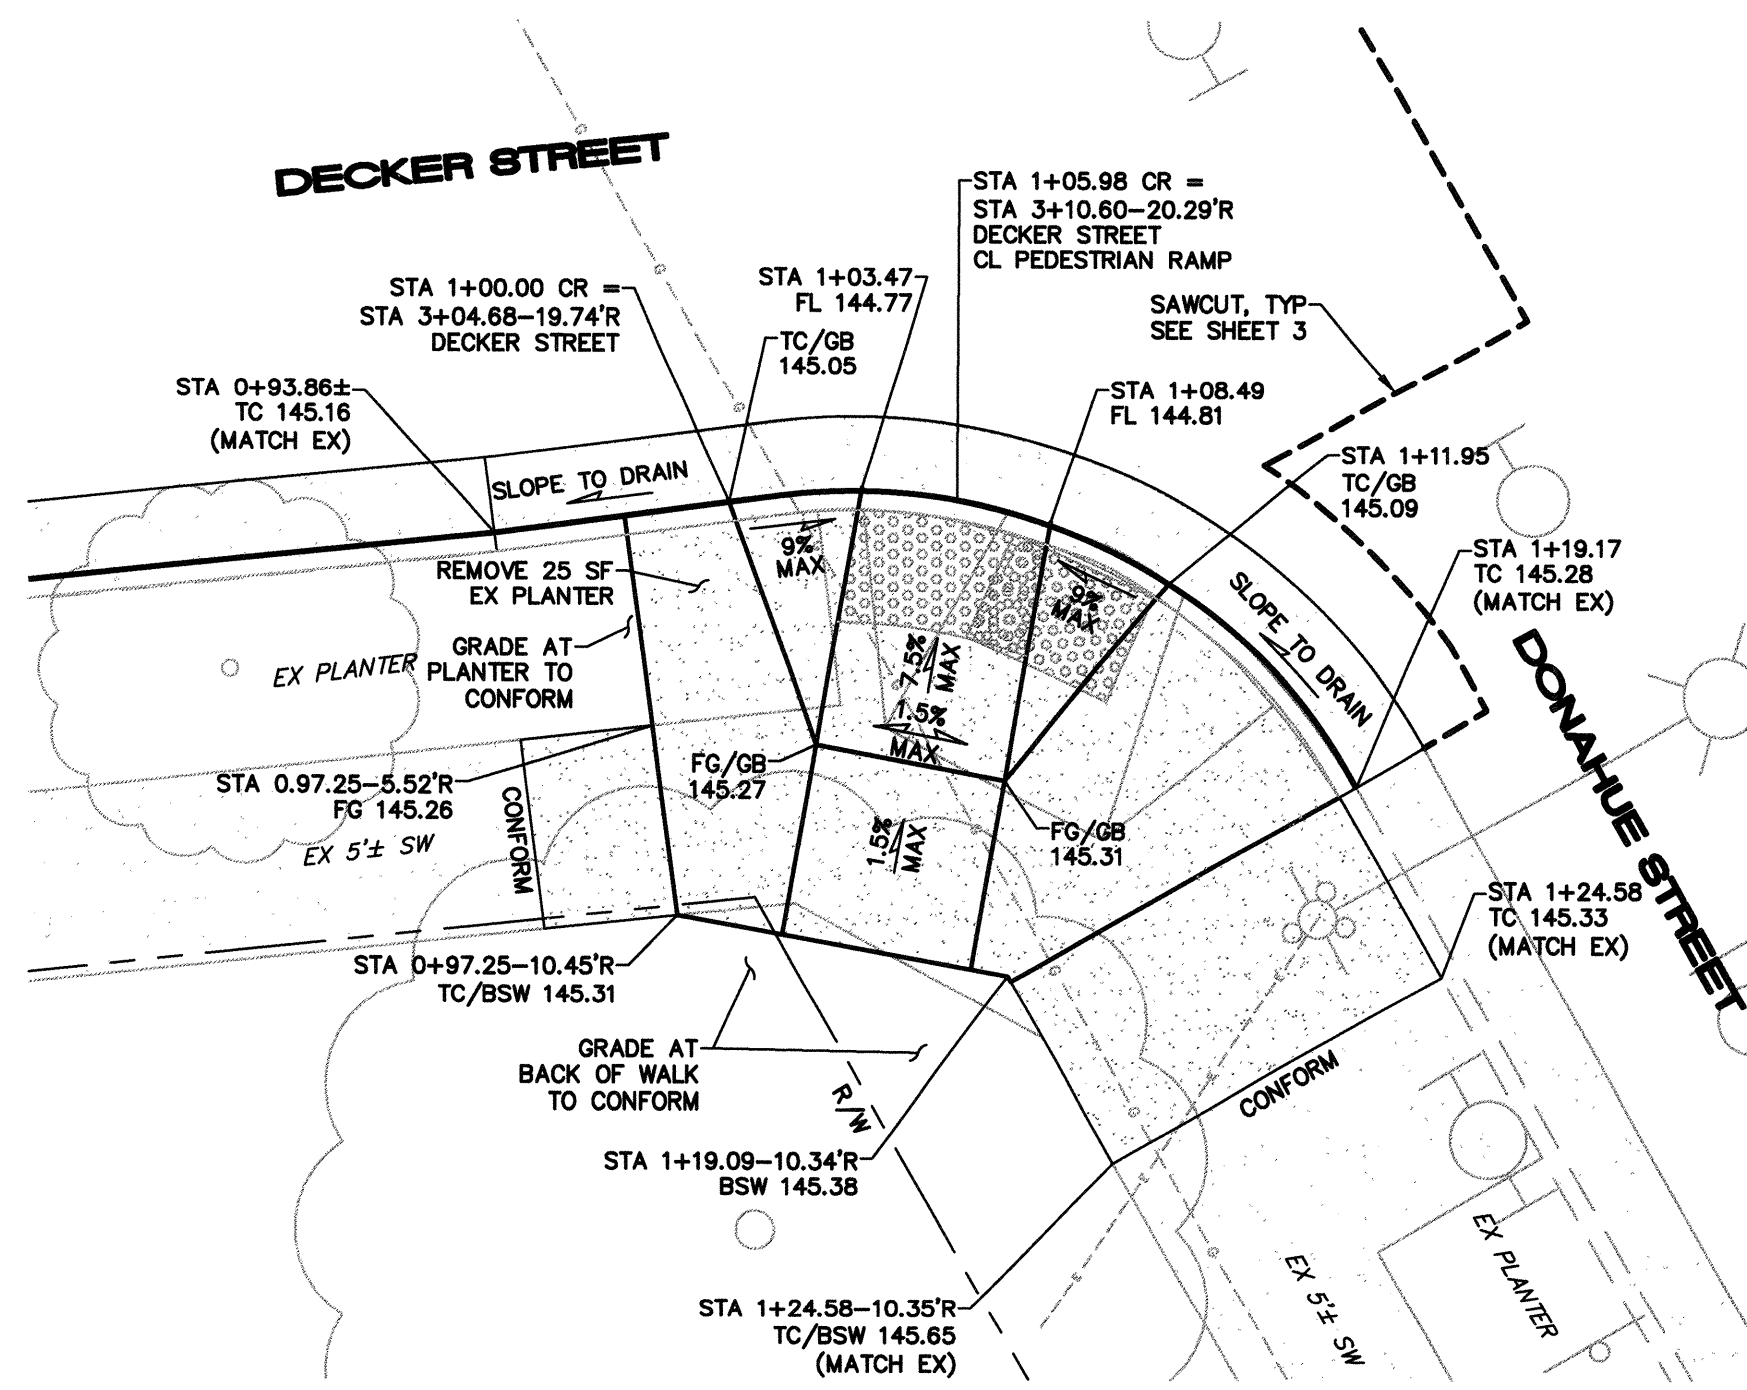 DECKER STREET
STA 1+05.98 CR =
STA 3+10.60-20.29'R
DECKER STREET
CL PEDESTRIAN RAMP
STA 1+03.47
FL 144.77
STA 1+00.00 CR =
STA 3+04.68-19.74'R
DECKER STREET
SAWCUT, TYP
SEE SHEET 3
TC/GB
145.05
STA 0+93.86±
TC 145.16
(MATCH EX)
STA 1+08.49
FL 144.81
STA 1+11.95
TC/GB
145.09
SLOPE TO DRAIN
STA 1+19.17
TC 145.28
(MATCH EX)
9%
MAX
REMOVE 25 SF
EX PLANTER
9%
MAX
SLOPE TO DRAIN
GRADE AT
PLANTER TO
CONFORM
EX PLANTER
7.5%
MAX
1.5%
MAX
DONAHUE STREET
STA 0.97.25-5.52'R
FG 145.26
FG/GB
145.27
CONFORM
EX 5'± SW
1.5%
MAX
FG/GB
145.31
STA 1+24.58
TC 145.33
(MATCH EX)
STA 0+97.25-10.45'R
TC/BSW 145.31
GRADE AT
BACK OF WALK
TO CONFORM
R/W
CONFORM
STA 1+19.09-10.34'R
BSW 145.38
EX PLANTER
EX 5'± SW
STA 1+24.58-10.35'R
TC/BSW 145.65
(MATCH EX)